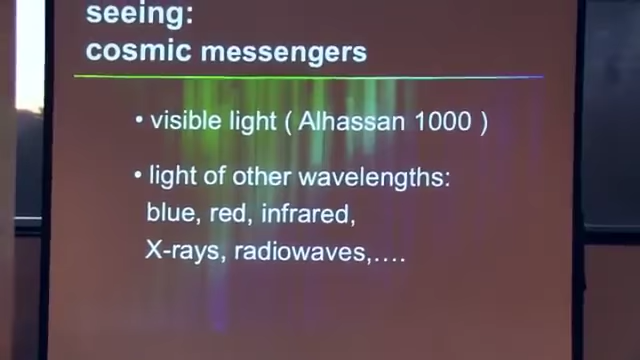 seeing:
cosmic messengers
• visible light ( Alhassan 1000 )
• light of other wavelengths:
blue, red, infrared,
X-rays, radiowaves,....